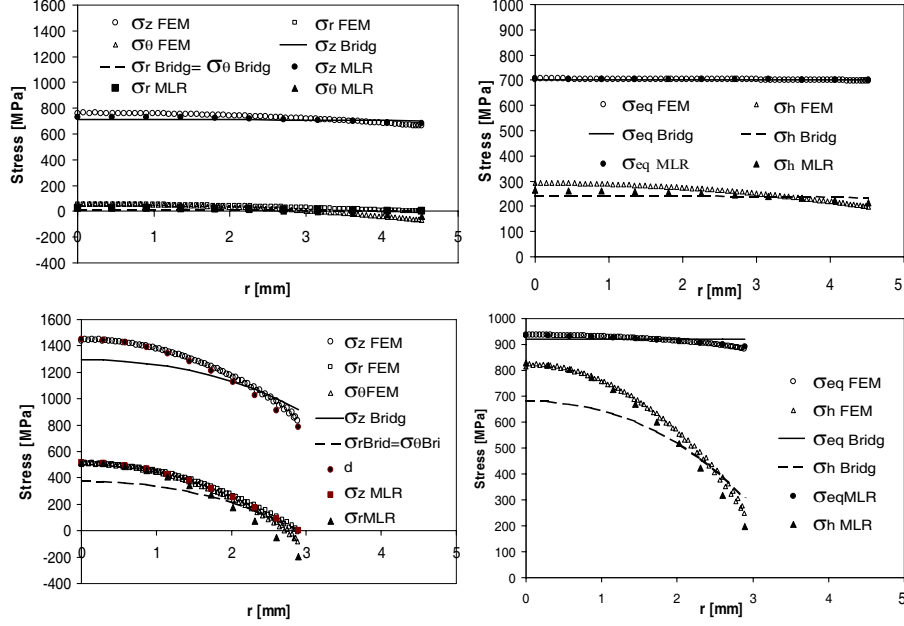 σz FEM
σr FEM
σθ FEM
σz Bridg
σr Bridg= σθ Bridg
σz MLR
σr MLR
σθ MLR
1600
1400
1200
1000
800
600
400
200
0
-200
-400
0 1 2 3 4 5
Stress [MPa]
r [mm]
σeq FEM
σh FEM
σeq Bridg
σh Bridg
σeq MLR
σh MLR
1000
900
800
700
600
500
400
300
200
100
0
0 1 2 3 4 5
Stress [MPa]
r [mm]
σz FEM
σr FEM
σθFEM
σz Bridg
σrBrid=σθBri
d
σz MLR
σrMLR
1600
1400
1200
1000
800
600
400
200
0
-200
-400
0 1 2 3 4 5
Stress [MPa]
r [mm]
σeq FEM
σh FEM
σeq Bridg
σh Bridg
σeqMLR
σh MLR
1000
900
800
700
600
500
400
300
200
100
0
0 1 2 3 4 5
Stress [MPa]
r [mm]